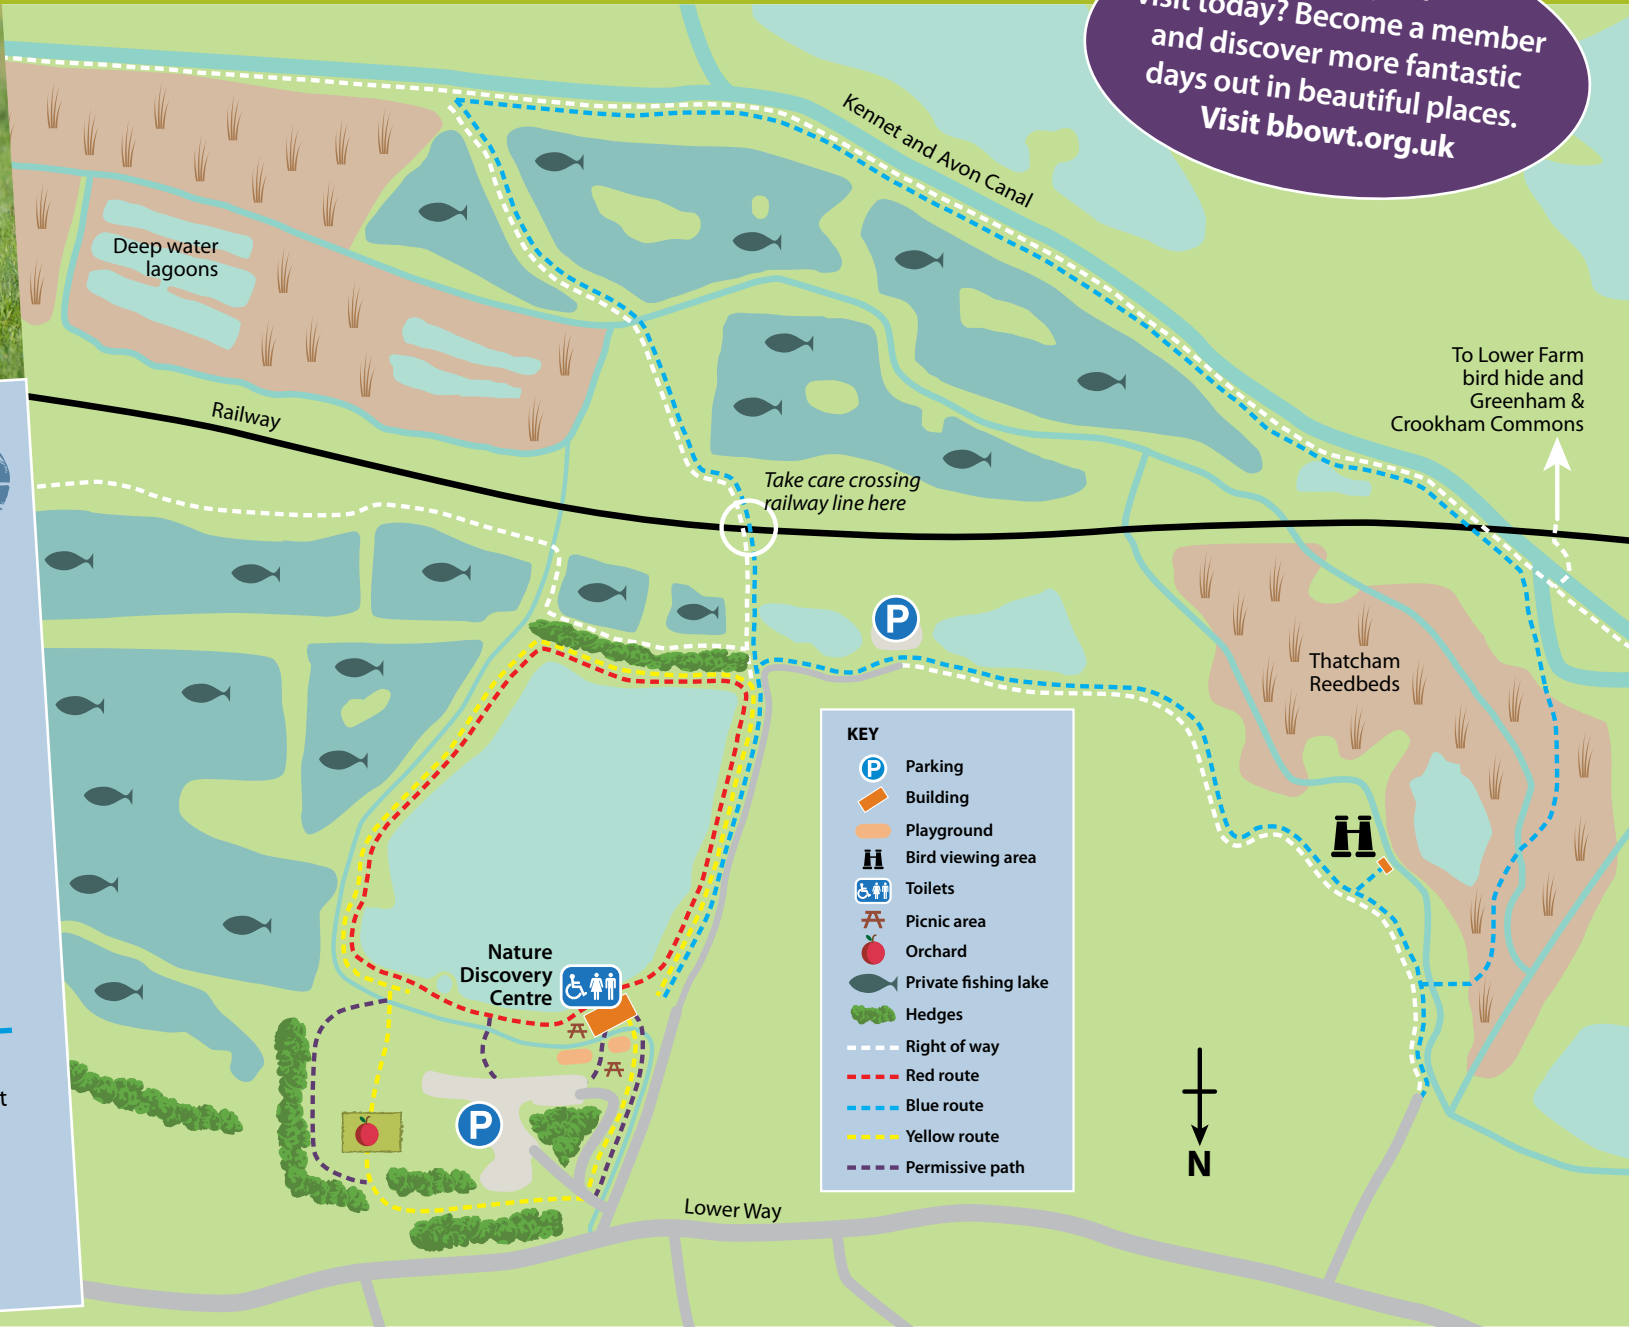 visit today? Become a member
and discover more fantastic
days out in beautiful places.
Visit bbowt.org.uk
Kennet and Avon Canal
Deep water
lagoons
To Lower Farm
bird hide and
Greenham &
Crookham Commons
Railway
Take care crossing
railway line here
P
Thatcham
Reedbeds
KEY
P Parking
Building
Playground
Bird viewing area
Toilets
Picnic area
Orchard
Private fishing lake
Hedges
Right of way
Red route
Blue route
Yellow route
Permissive path
Nature
Discovery
Centre
P
N
Lower Way
t